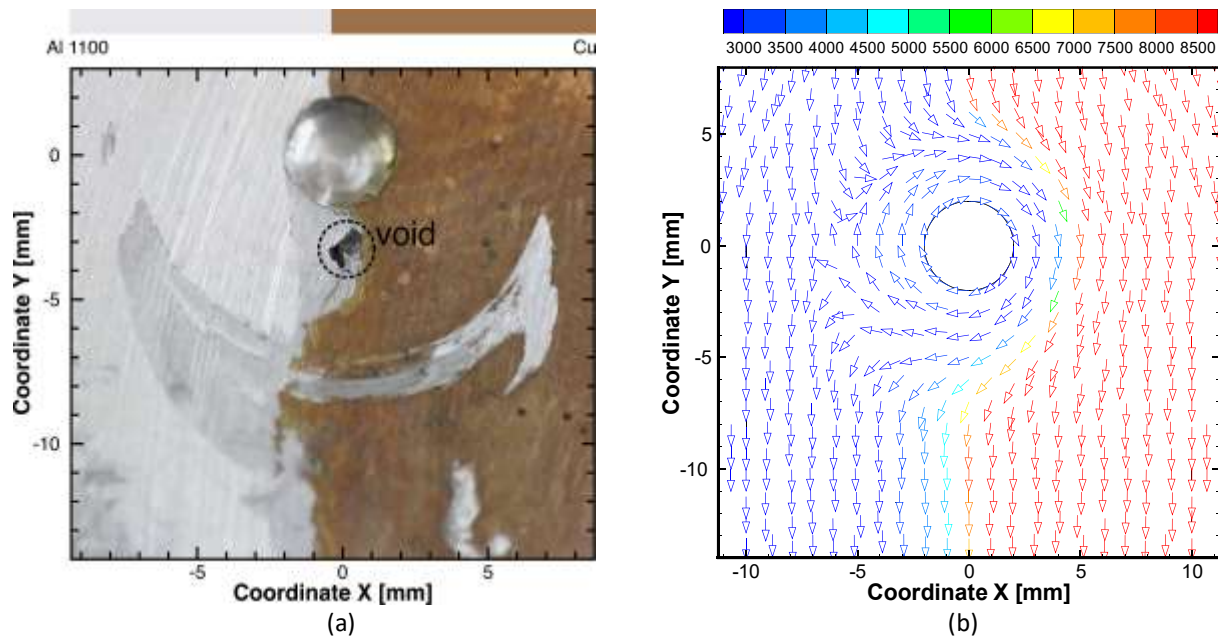 Al 1100 Cu
0
-5
-10
Coordinate Y [mm]
void
-5 0 5
Coordinate X [mm]
(a)
3000 3500 4000 4500 5000 5500 6000 6500 7000 7500 8000 8500
5
0
-5
-10
Coordinate Y [mm]
-10 -5 0 5 10
Coordinate X [mm]
(b)